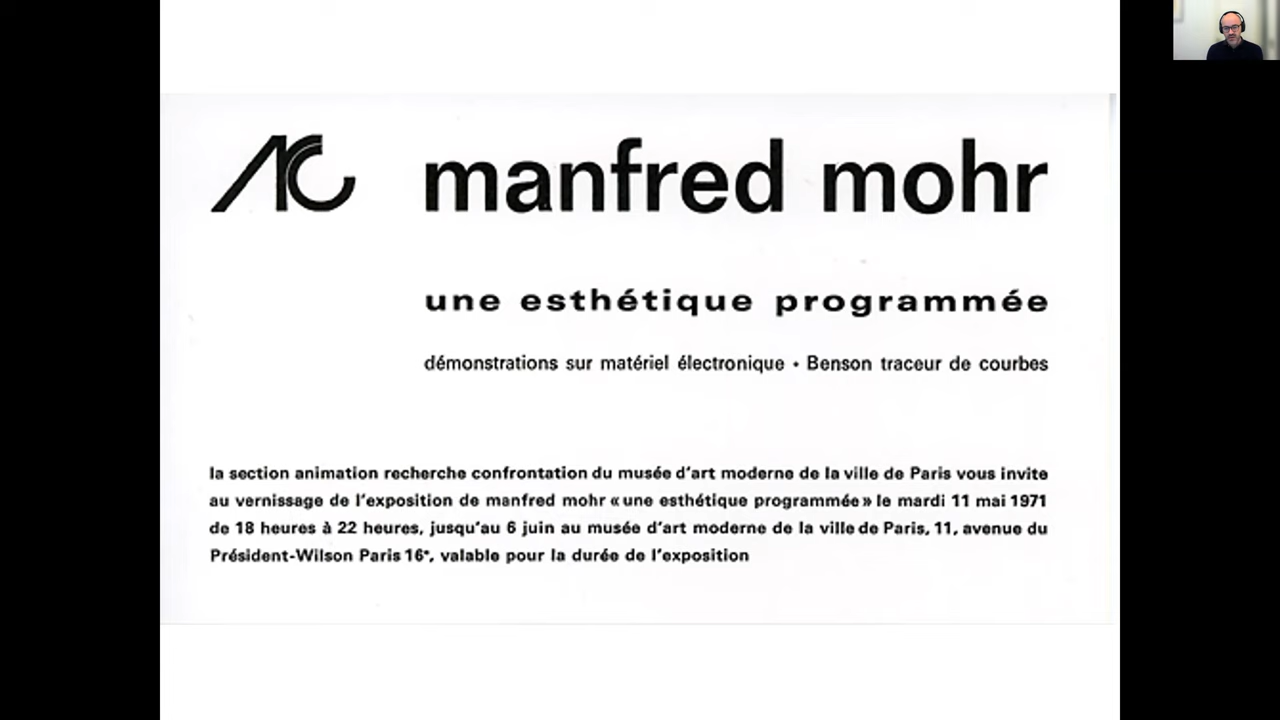 ARC manfred mohr
une esthétique programmée
démonstrations sur matériel électronique • Benson traceur de courbes
la section animation recherche confrontation du musée d'art moderne de la ville de Paris vous invite
au vernissage de l'exposition de manfred mohr « une esthétique programmée » le mardi 11 mai 1971
de 18 heures à 22 heures, jusqu'au 6 juin au musée d'art moderne de la ville de Paris, 11, avenue du
Président-Wilson Paris 16e, valable pour la durée de l'exposition